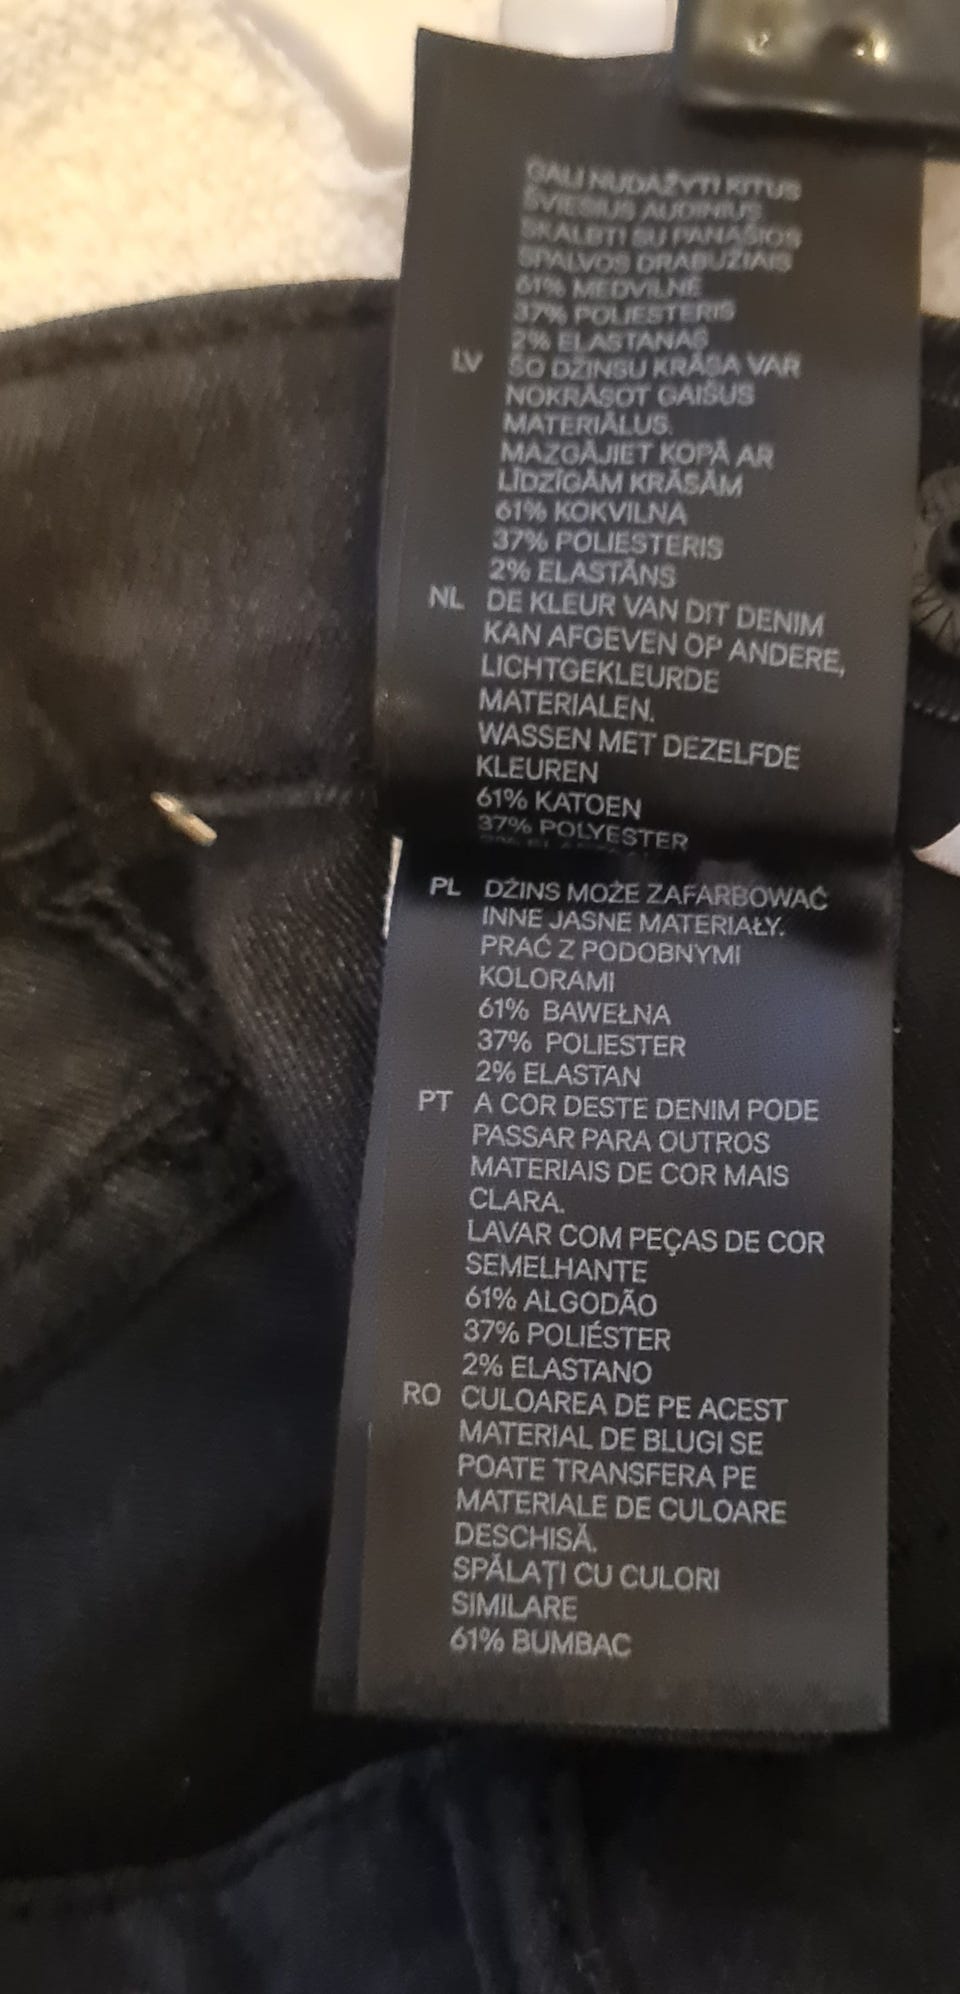 GALI NUDAŽYTI KITUS
ŠVIESIUS AUDINIUS
SKALBTI SU PANAŠIOS
SPALVOS DRABUŽIAIS
61% MEDVILNĖ
37% POLIESTERIS
2% ELASTANAS
LV ŠO DŽINSU KRĀSA VAR
NOKRĀSOT GAIŠUS
MATERIĀLUS.
MAZGĀJIET KOPĀ AR
LĪDZĪGĀM KRĀSĀM
61% KOKVILNA
37% POLIESTERIS
2% ELASTĀNS
NL DE KLEUR VAN DIT DENIM
KAN AFGEVEN OP ANDERE,
LICHTGEKLEURDE
MATERIALEN.
WASSEN MET DEZELFDE
KLEUREN
61% KATOEN
37% POLYESTER
PL DŻINS MOŻE ZAFARBOWAĆ
INNE JASNE MATERIAŁY.
PRAĆ Z PODOBNYMI
KOLORAMI
61% BAWEŁNA
37% POLIESTER
2% ELASTAN
PT A COR DESTE DENIM PODE
PASSAR PARA OUTROS
MATERIAIS DE COR MAIS
CLARA.
LAVAR COM PEÇAS DE COR
SEMELHANTE
61% ALGODÃO
37% POLIÉSTER
2% ELASTANO
RO CULOAREA DE PE ACEST
MATERIAL DE BLUGI SE
POATE TRANSFERA PE
MATERIALE DE CULOARE
DESCHISĂ.
SPĂLAȚI CU CULORI
SIMILARE
61% BUMBAC